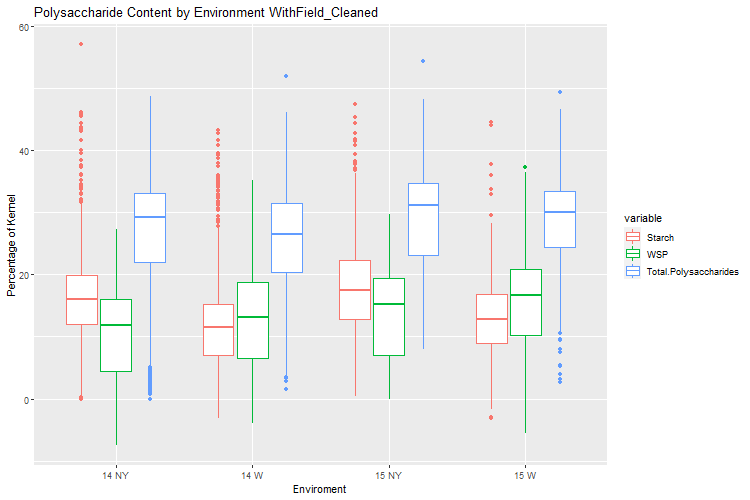 Polysaccharide Content by Environment WithField_Cleaned
60
40
20
0
Percentage of Kernel
14 NY
14 W
15 NY
15 W
Enviroment
variable
Starch
WSP
Total.Polysaccharides